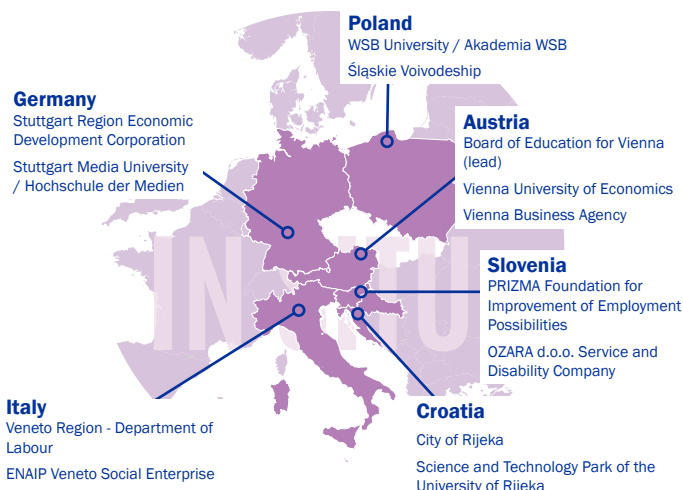 Poland
WSB University / Akademia WSB
Śląskie Voivodeship
Germany
Stuttgart Region Economic
Development Corporation
Stuttgart Media University
/ Hochschule der Medien
Austria
Board of Education for Vienna
(lead)
Vienna University of Economics
Vienna Business Agency
Slovenia
PRIZMA Foundation for
Improvement of Employment
Possibilities
OZARA d.o.o. Service and
Disability Company
Italy
Veneto Region - Department of
Labour
ENAIP Veneto Social Enterprise
Croatia
City of Rijeka
Science and Technology Park of the
University of Rijeka